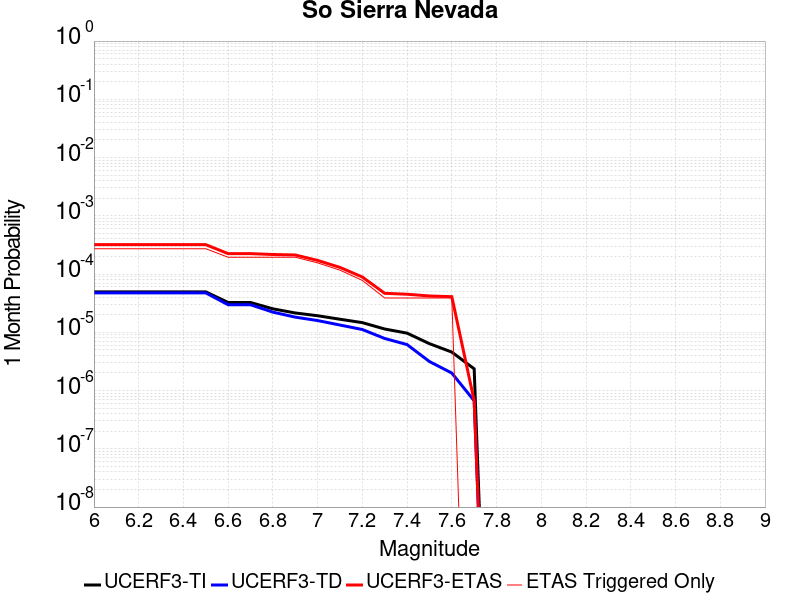 So Sierra Nevada
10^0
10^-1
10^-2
10^-3
10^-4
10^-5
10^-6
10^-7
10^-8
1 Month Probability
6 6.2 6.4 6.6 6.8 7 7.2 7.4 7.6 7.8 8 8.2 8.4 8.6 8.8 9
Magnitude
UCERF3-TI UCERF3-TD UCERF3-ETAS ETAS Triggered Only